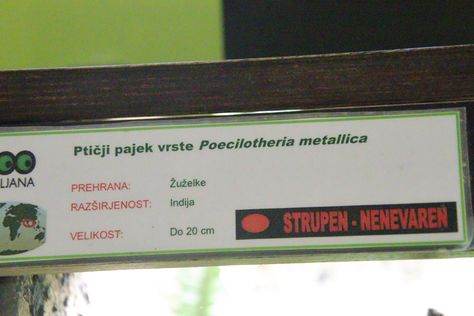 Ptičji pajek vrste Poecilotheria metallica
LJANA
PREHRANA: Žuželke
RAZŠIRJENOST: Indija
VELIKOST: Do 20 cm
STRUPEN - NENEVAREN